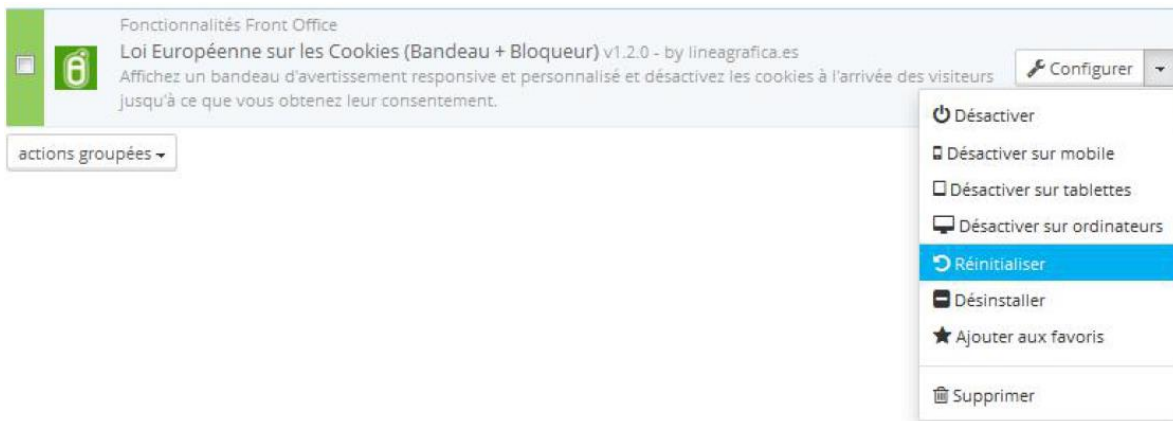 Fonctionnalités Front Office
Loi Européenne sur les Cookies (Bandeau + Bloqueur) v1.2.0 - by lineagrafica.es
Affichez un bandeau d'avertissement responsive et personnalisé et désactivez les cookies à l'arrivée des visiteurs
jusqu'à ce que vous obtenez leur consentement.
Configurer
actions groupées
Désactiver
Désactiver sur mobile
Désactiver sur tablettes
Désactiver sur ordinateurs
Réinitialiser
Désinstaller
Ajouter aux favoris
Supprimer